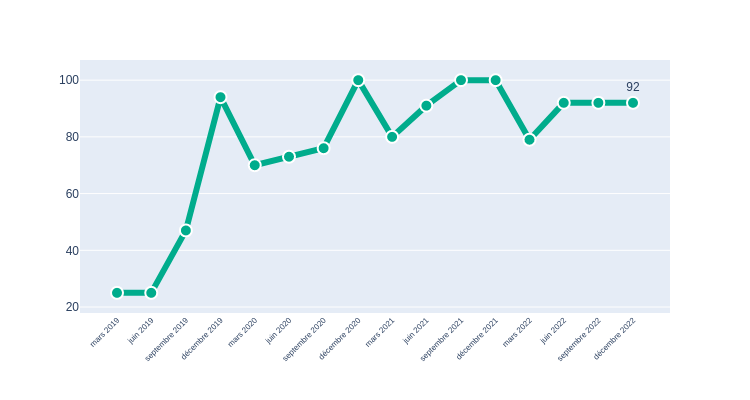 100
80
60
40
20
92
mars 2019
juin 2019
septembre 2019
décembre 2019
mars 2020
juin 2020
septembre 2020
décembre 2020
mars 2021
juin 2021
septembre 2021
décembre 2021
mars 2022
juin 2022
septembre 2022
décembre 2022